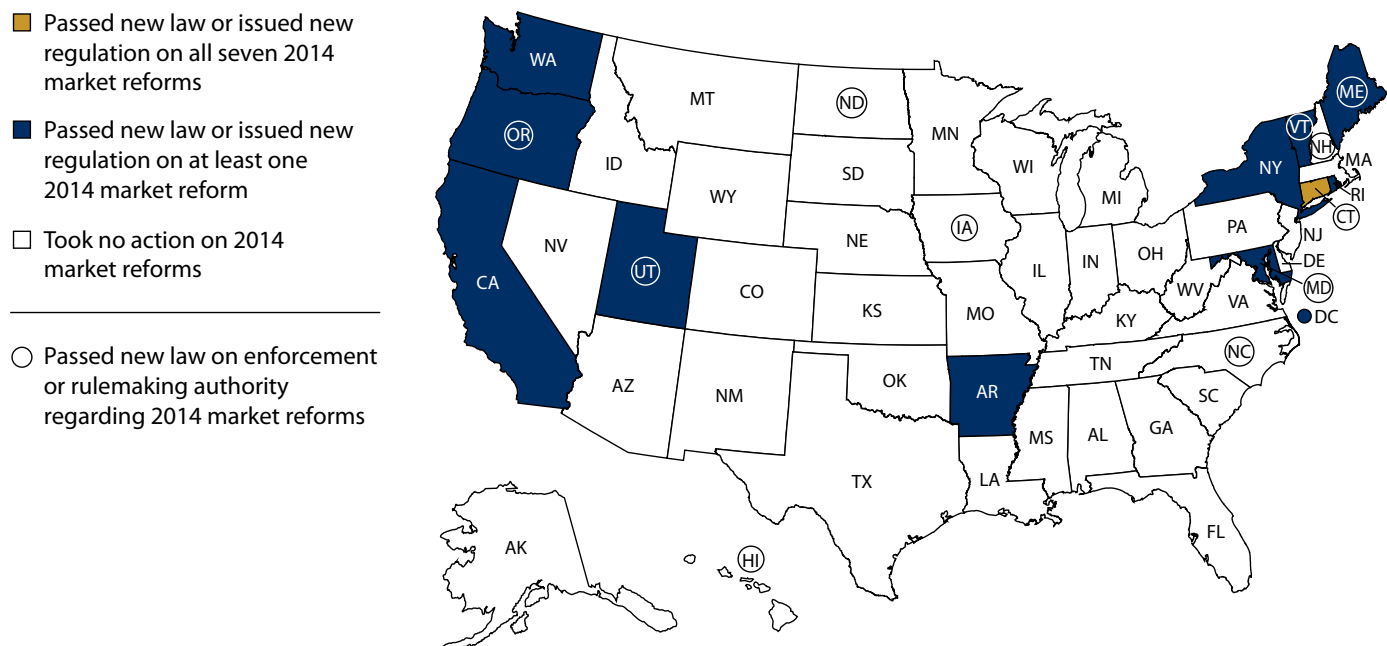 Passed new law or issued new
regulation on all seven 2014
market reforms
Passed new law or issued new
regulation on at least one
2014 market reform
Took no action on 2014
market reforms
Passed new law on enforcement
or rulemaking authority
regarding 2014 market reforms
WA
OR
CA
MT
ID
NV
WY
UT
CO
AZ
NM
ND
SD
NE
KS
OK
TX
MN
IA
MO
AR
LA
WI
IL
MI
IN
OH
KY
TN
MS
AL
GA
FL
SC
NC
VA
WV
PA
NY
VT
NH
ME
MA
RI
CT
NJ
DE
MD
DC
AK
HI